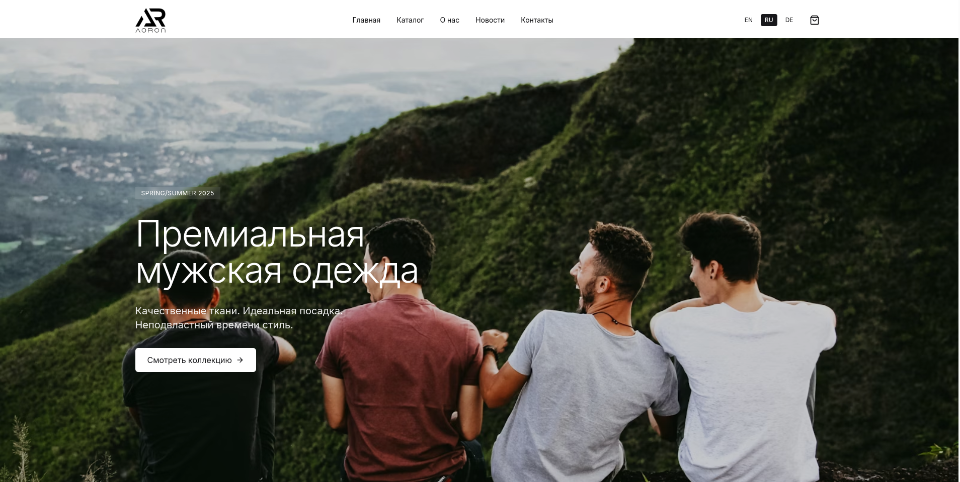 AORON
Главная Каталог О нас Новости Контакты EN RU DE
SPRING/SUMMER 2025
Премиальная
мужская одежда
Качественные ткани. Идеальная посадка.
Неподвластный времени стиль.
Смотреть коллекцию →